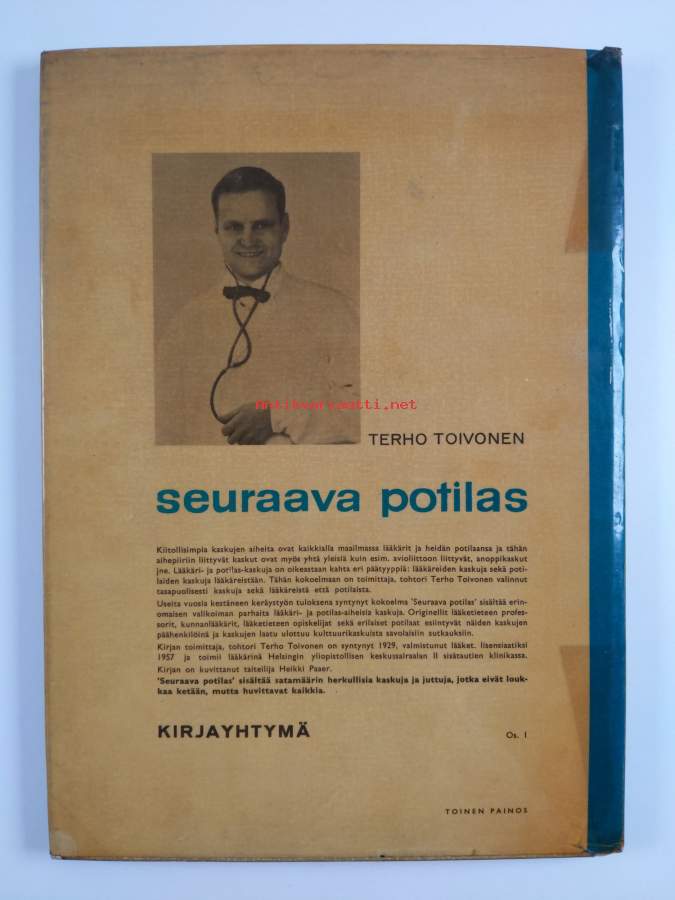 antikvariaatti.net
TERHO TOIVONEN
seuraava potilas
Kiitollisimpia kaskujen aiheita ovat kaikkialla maailmassa lääkärit ja heidän potilaansa ja tähän
aihepiiriin liittyvät kaskut ovat myös yhtä yleisiä kuin esim. avioliittoon liittyvät, anoppikaskut
jne. Lääkäri- ja potilas-kaskuja on oikeastaan kahta eri päätyyppiä: lääkäreiden kaskuja sekä poti-
laiden kaskuja lääkäreistään. Tähän kokoelmaan on toimittaja, tohtori Terho Toivonen valinnut
tasapuolisesti kaskuja sekä lääkäreistä että potilaista.
Useita vuosia kestäneen keräystyön tuloksena syntynyt kokoelma 'Seuraava potilas' sisältää erin-
omaisen valikoiman parhaita lääkäri- ja potilas-aiheisia kaskuja. Originellit lääketieteen profes-
sorit, kunnanlääkärit, lääketieteen opiskelijat sekä erilaiset potilaat esiintyvät näiden kaskujen
päähenkilöinä ja kaskujen laatu ulottuu kulttuurikaskuista savolaisiin sutkauksiin.
Kirjan toimittaja, tohtori Terho Toivonen on syntynyt 1929, valmistunut lääket. lisensiaatiksi
1957 ja toimii lääkärinä Helsingin yliopistollisen keskussairaalan II sisätautien klinikassa.
Kirjan on kuvittanut taiteilija Heikki Paaer.
'Seuraava potilas' sisältää satamäärin herkullisia kaskuja ja juttuja, jotka eivät louk-
kaa ketään, mutta huvittavat kaikkia.
KIRJAYHTYMÄ
Os. 1
TOINEN PAINOS